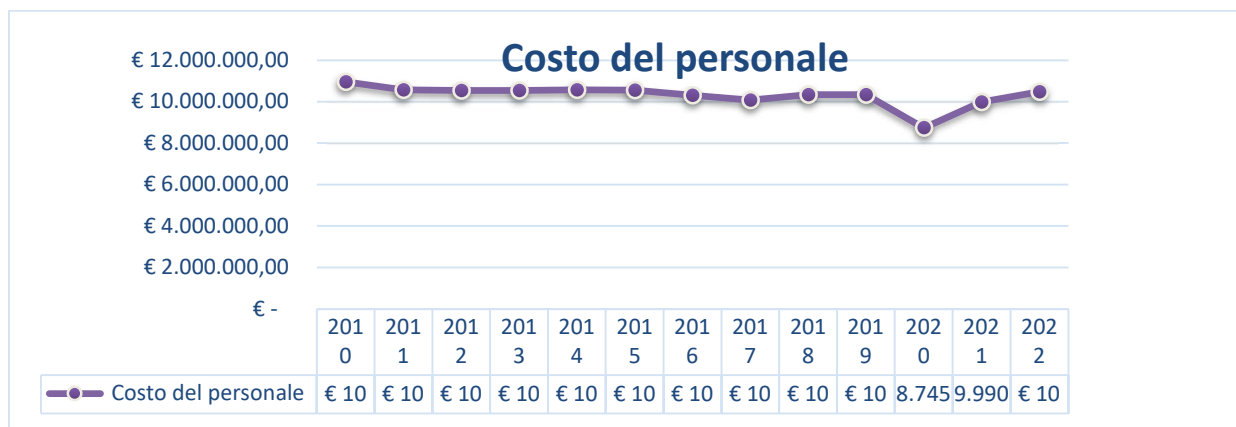 Costo del personale
€ 12.000.000,00
€ 10.000.000,00
€ 8.000.000,00
€ 6.000.000,00
€ 4.000.000,00
€ 2.000.000,00
€ -
201 201 201 201 201 201 201 201 201 201 202 202 202
0 1 2 3 4 5 6 7 8 9 0 1 2
Costo del personale € 10 € 10 € 10 € 10 € 10 € 10 € 10 € 10 € 10 € 10 8.745 9.990 € 10